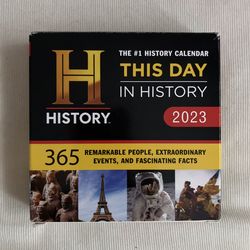 THE #1 HISTORY CALENDAR
H
THIS DAY
IN HISTORY
HISTORY®
2023
365 REMARKABLE PEOPLE, EXTRAORDINARY
EVENTS, AND FASCINATING FACTS